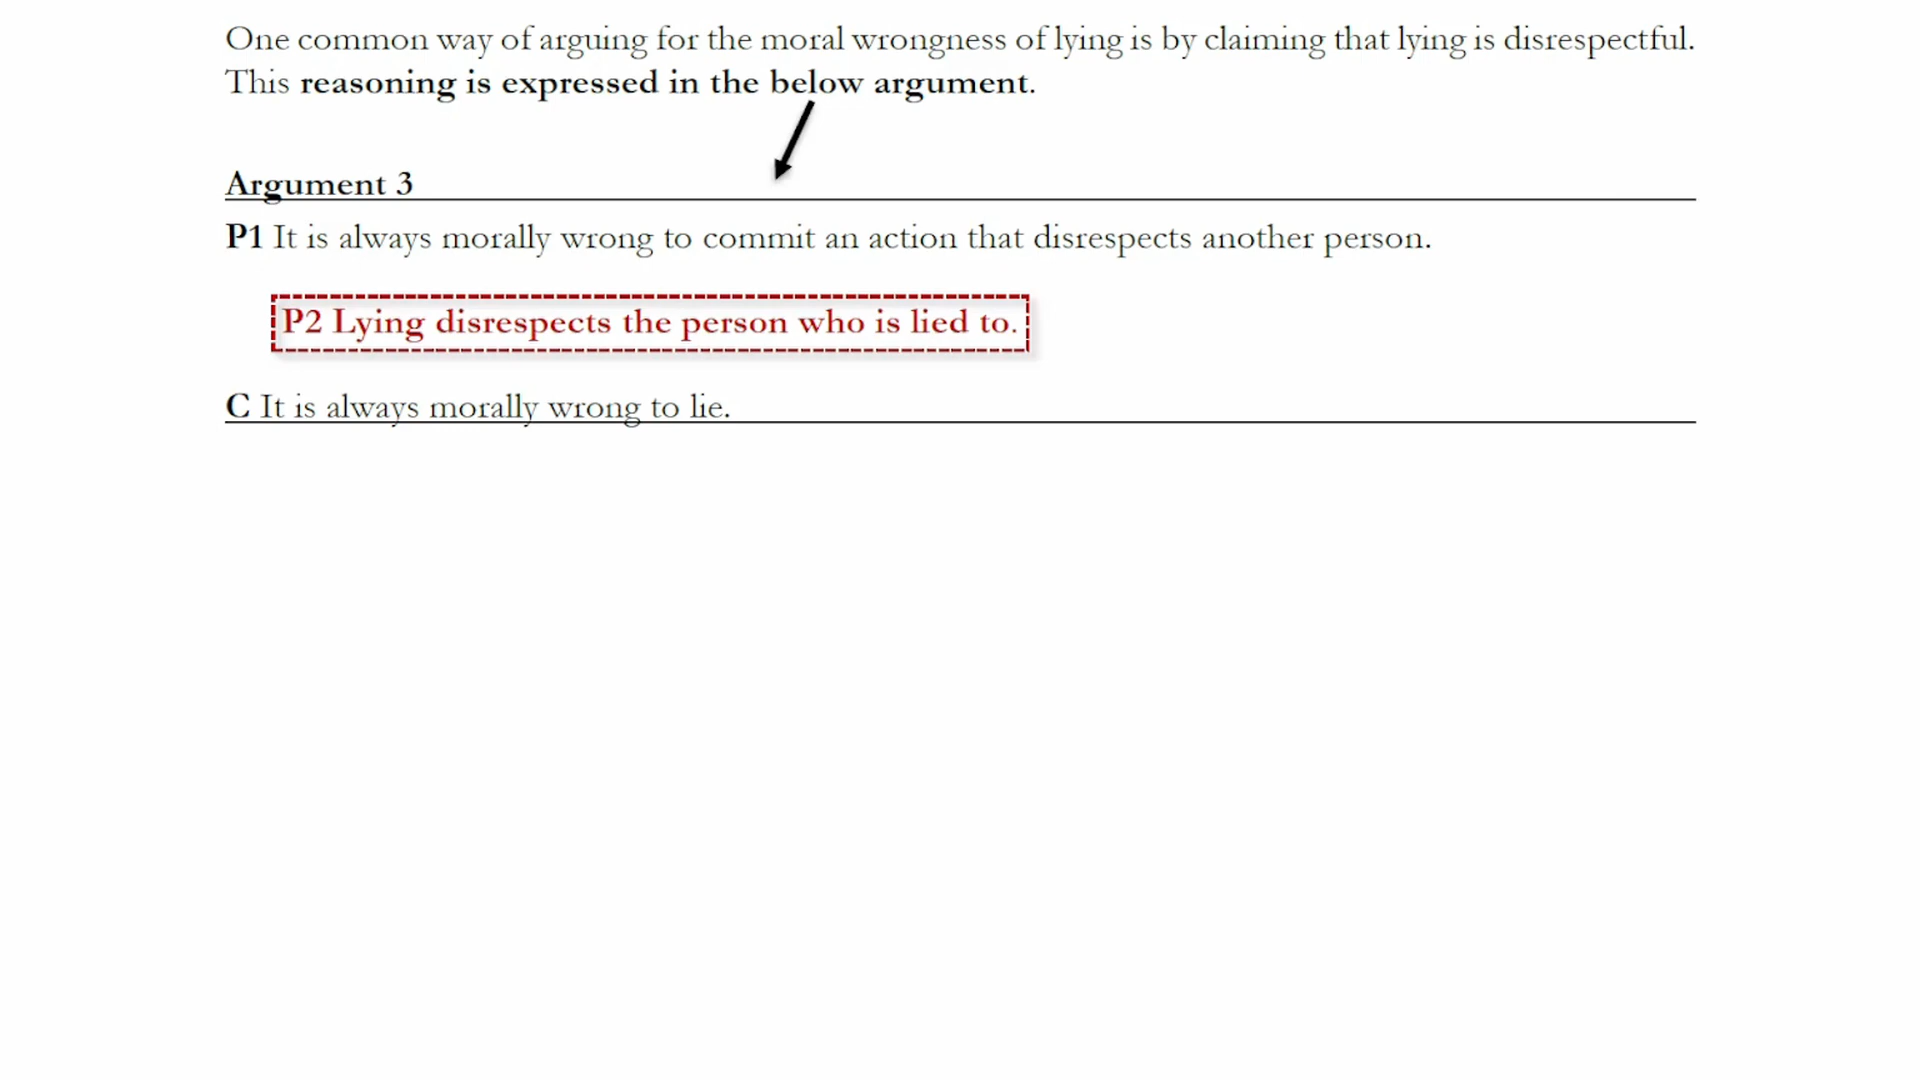 One common way of arguing for the moral wrongness of lying is by claiming that lying is disrespectful.
This reasoning is expressed in the below argument.
Argument 3
P1 It is always morally wrong to commit an action that disrespects another person.
P2 Lying disrespects the person who is lied to.
C It is always morally wrong to lie.